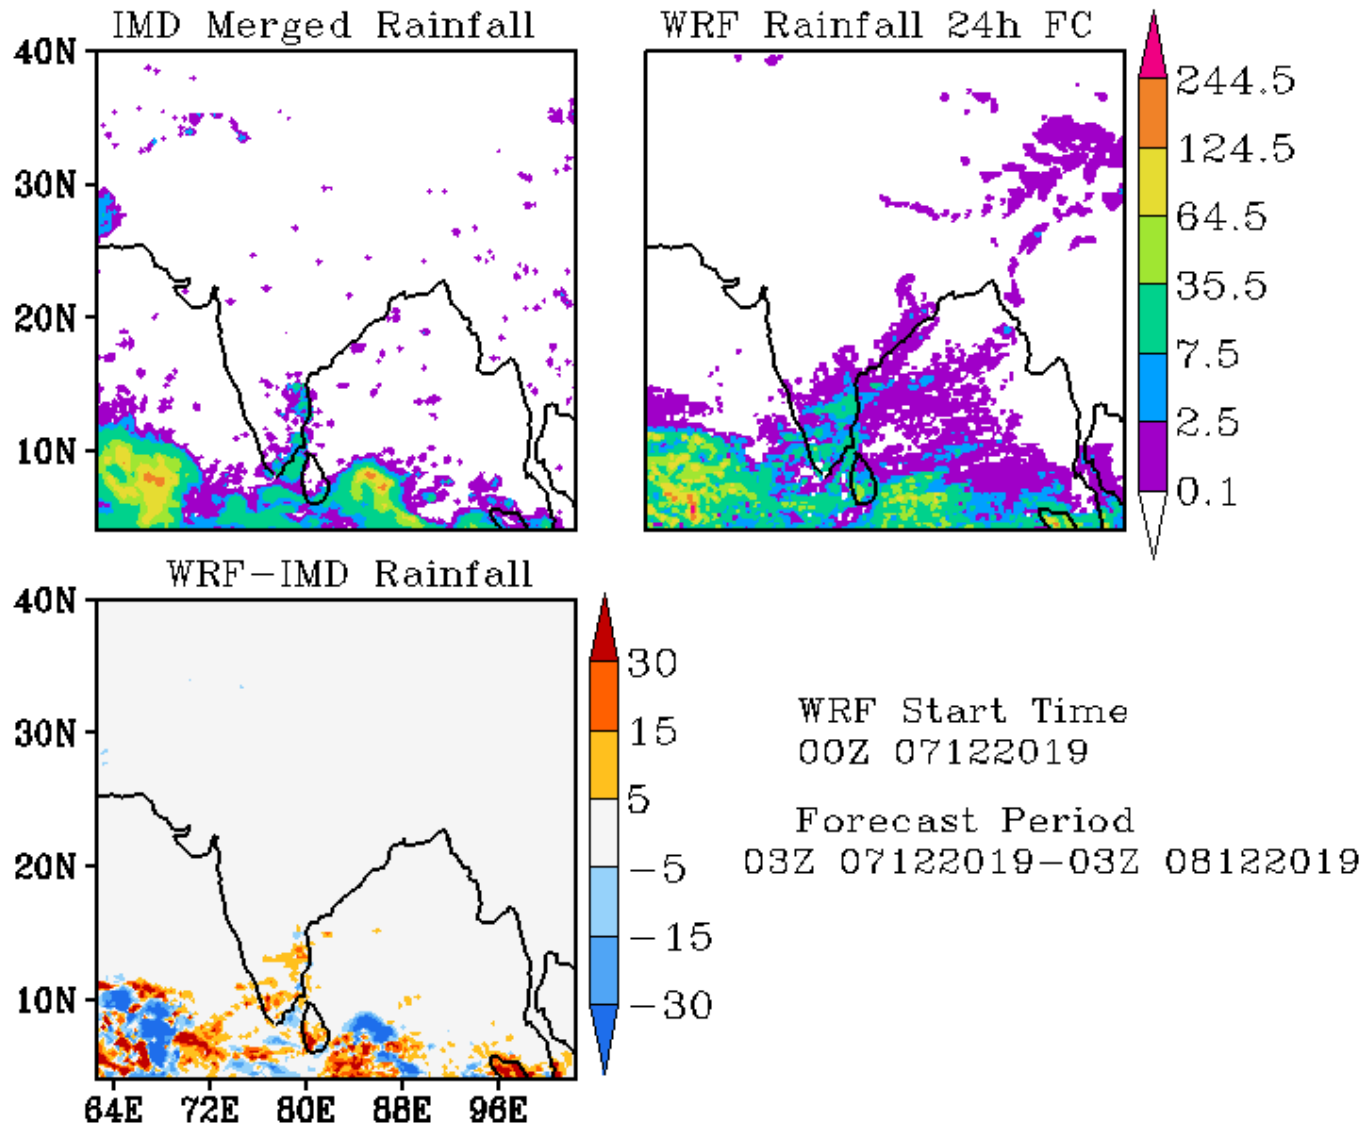 IMD Merged Rainfall
WRF Rainfall 24h FC
40N
30N
20N
10N
244.5
124.5
64.5
35.5
7.5
2.5
0.1
WRF-IMD Rainfall
40N
30N
20N
10N
64E 72E 80E 88E 96E
30
15
5
-5
-15
-30
WRF Start Time
00Z 07122019
Forecast Period
03Z 07122019-03Z 08122019